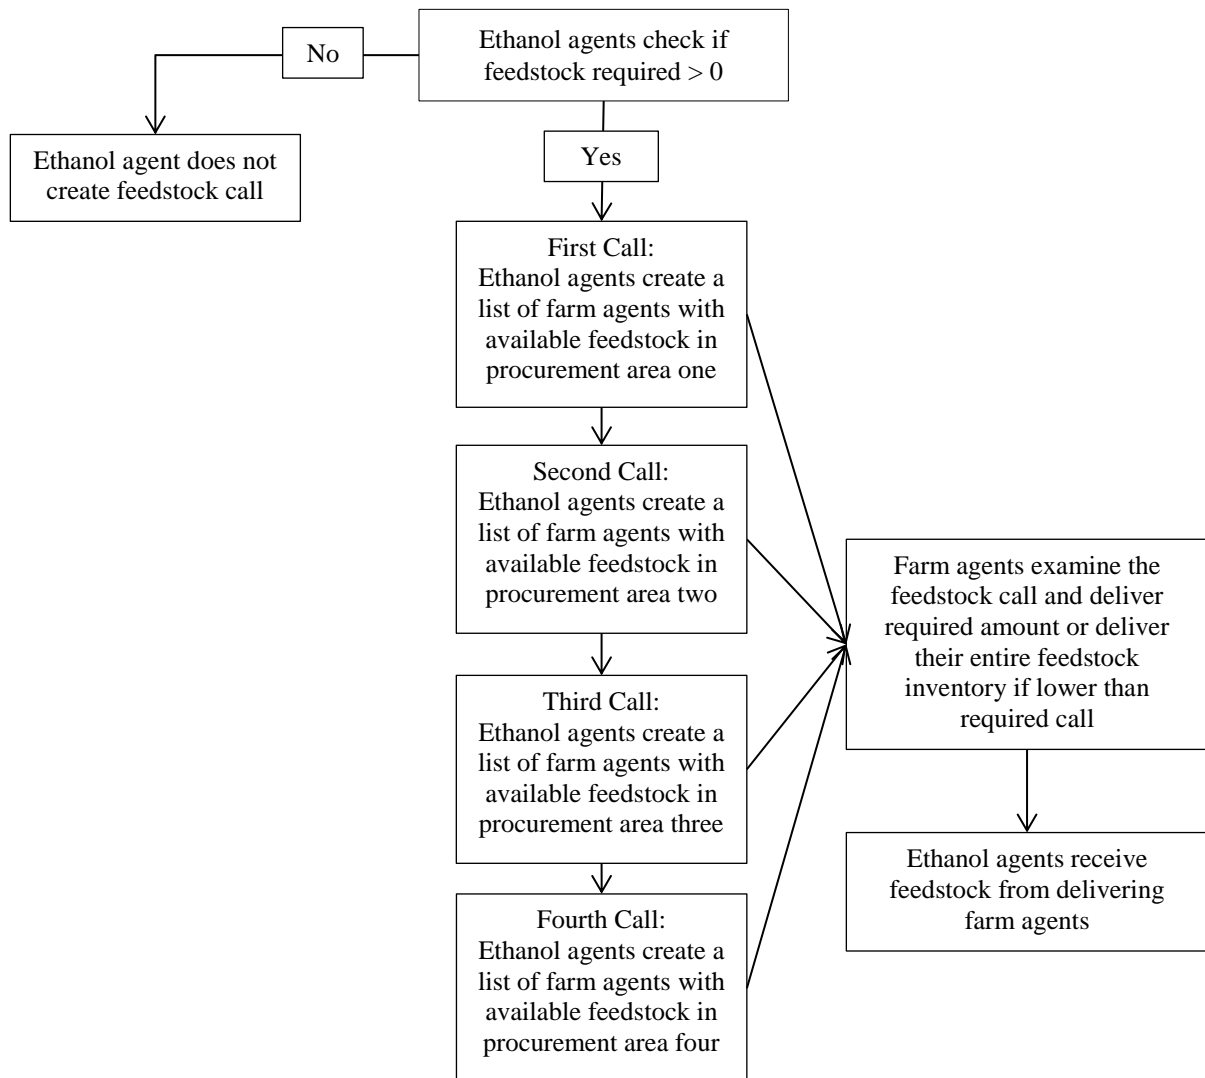 No
Ethanol agents check if
feedstock required > 0
Ethanol agent does not
create feedstock call
Yes
First Call:
Ethanol agents create a
list of farm agents with
available feedstock in
procurement area one
Second Call:
Ethanol agents create a
list of farm agents with
available feedstock in
procurement area two
Farm agents examine the
feedstock call and deliver
required amount or deliver
their entire feedstock
inventory if lower than
required call
Third Call:
Ethanol agents create a
list of farm agents with
available feedstock in
procurement area three
Ethanol agents receive
feedstock from delivering
farm agents
Fourth Call:
Ethanol agents create a
list of farm agents with
available feedstock in
procurement area four